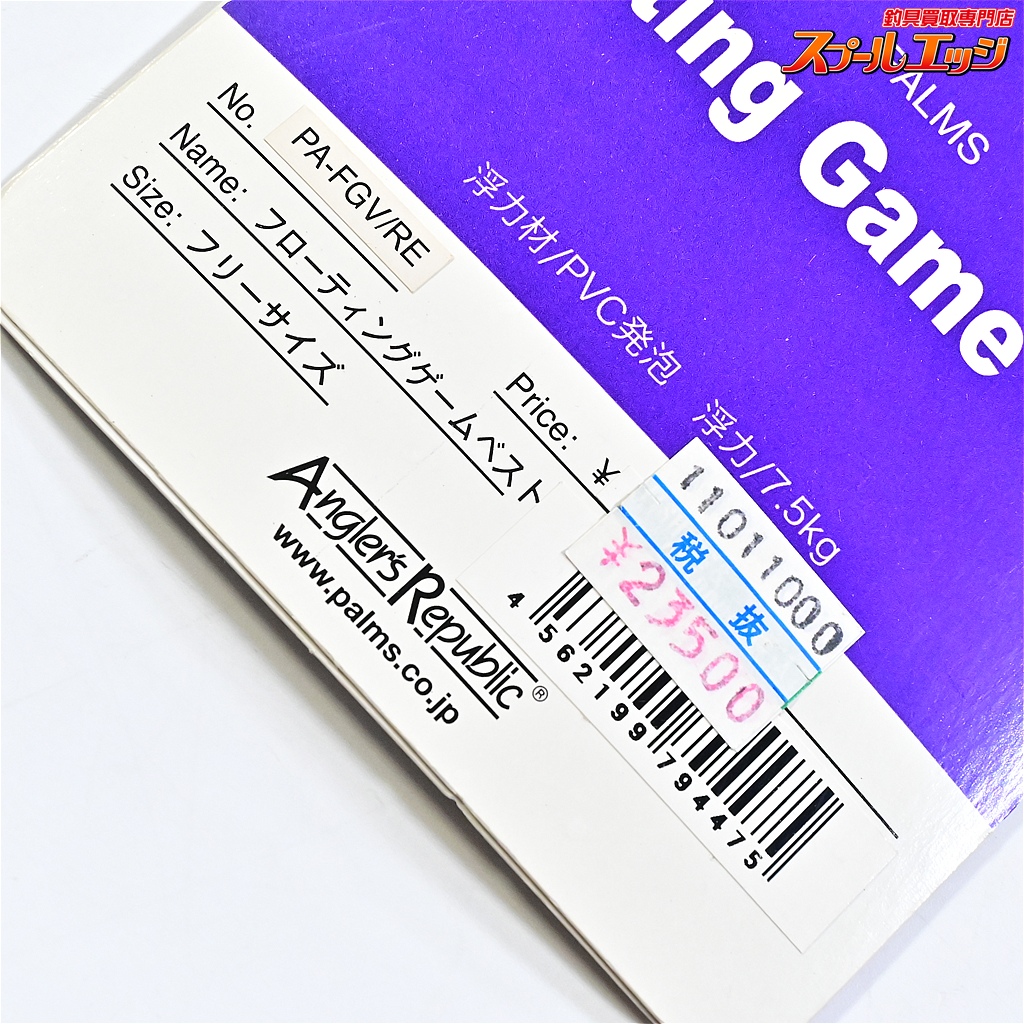 釣具買取専門店
スプールエッジ
PALMS
ting Game
浮力材/PVC発泡
浮力/7.5kg
No. PA-FGV/RE
Name: フローティングゲームベスト
Size: フリーサイズ
Price: ¥
11011000
税 抜
¥23500
4 562199 794475
Angler's Republic®
www.palms.co.jp